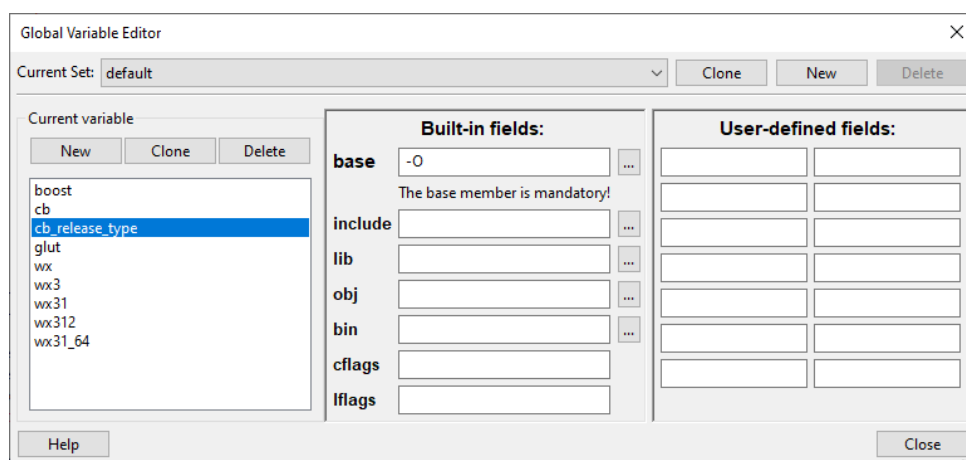 Global Variable Editor
Current Set: default
Clone New Delete
Current variable
New Clone Delete
boost
cb
cb_release_type
glut
wx
wx3
wx31
wx312
wx31_64
Built-in fields:
base -O ...
The base member is mandatory!
include ...
lib ...
obj ...
bin ...
cflags
lflags
User-defined fields:
Help Close